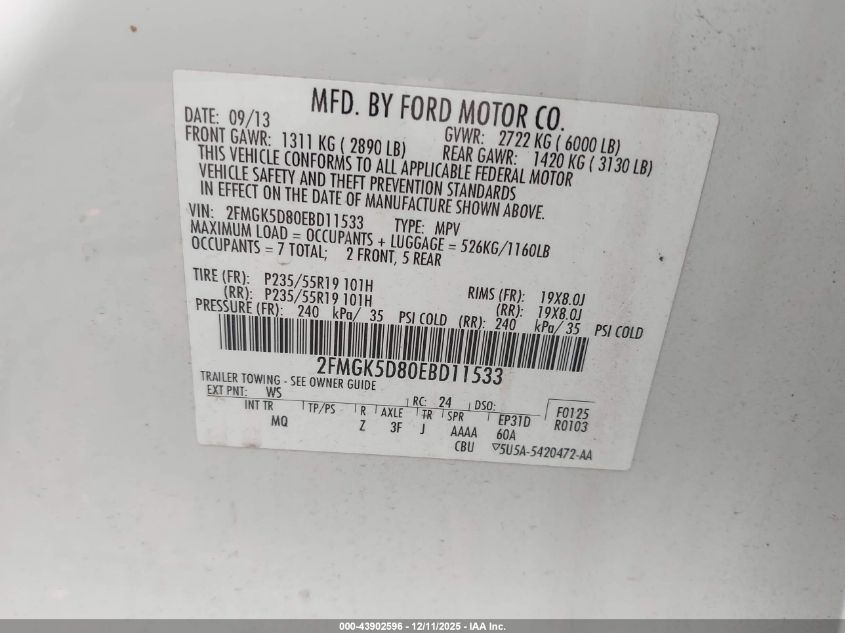 MFD. BY FORD MOTOR CO.
DATE: 09/13 GVWR: 2722 KG ( 6000 LB)
FRONT GAWR: 1311 KG ( 2890 LB) REAR GAWR: 1420 KG ( 3130 LB)
THIS VEHICLE CONFORMS TO ALL APPLICABLE FEDERAL MOTOR
VEHICLE SAFETY AND THEFT PREVENTION STANDARDS
IN EFFECT ON THE DATE OF MANUFACTURE SHOWN ABOVE.
VIN: 2FMGK5D80EBD11533 TYPE: MPV
MAXIMUM LOAD = OCCUPANTS + LUGGAGE = 526KG/1160LB
OCCUPANTS = 7 TOTAL; 2 FRONT, 5 REAR
TIRE (FR): P235/55R19 101H RIMS (FR): 19X8.0J
(RR): P235/55R19 101H (RR): 19X8.0J
PRESSURE (FR): 240 kPa/ 35 PSI COLD (RR): 240 kPa/ 35 PSI COLD
2FMGK5D80EBD11533
TRAILER TOWING - SEE OWNER GUIDE
EXT PNT: WS RC: 24 DSO: F0125
INT TR TP/PS R AXLE TR SPR EP31D R0103
MQ Z 3F J AAAA 60A
CBU ▽5U5A-5420472-AA
000-43902596 - 12/11/2025 - IAA Inc.